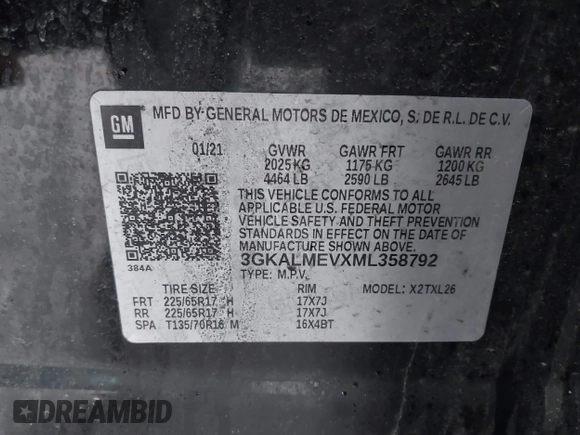 GM
MFD BY GENERAL MOTORS DE MEXICO, S. DE R.L. DE C.V.
01/21 GVWR GAWR FRT GAWR RR
2025 KG 1175 KG 1200 KG
4464 LB 2590 LB 2645 LB
THIS VEHICLE CONFORMS TO ALL
APPLICABLE U.S. FEDERAL MOTOR
VEHICLE SAFETY AND THEFT PREVENTION
STANDARDS IN EFFECT ON THE DATE OF
MANUFACTURE SHOWN ABOVE.
384A
3GKALMEVXML358792
TYPE: M.P.V. MODEL: X2TXL26
TIRE SIZE RIM
FRT 225/65R17 H 17X7J
RR 225/65R17 H 17X7J
SPA T135/70R16 M 16X4BT
DREAMBID